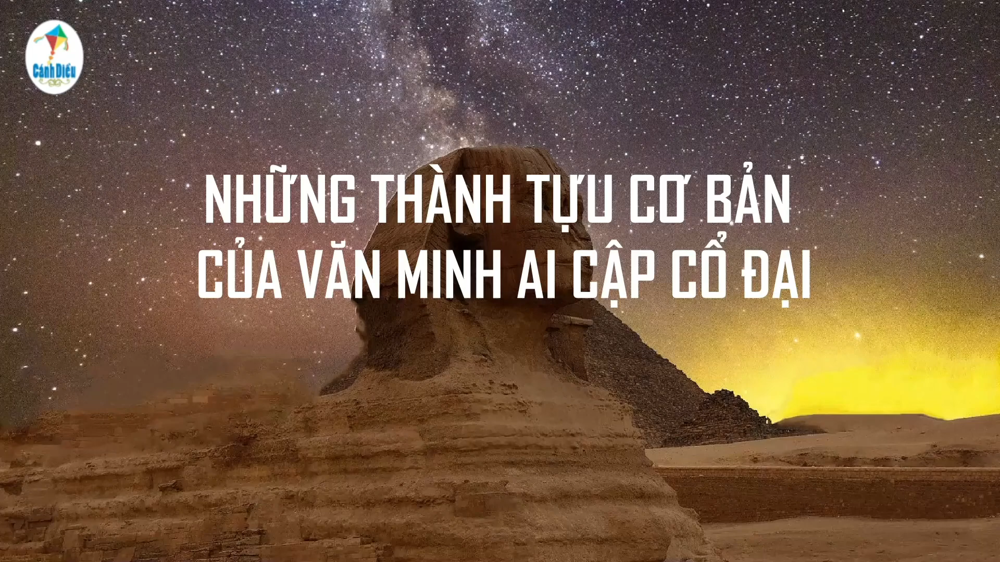 Cánh Diều
NHỮNG THÀNH TỰU CƠ BẢN
CỦA VĂN MINH AI CẬP CỔ ĐẠI